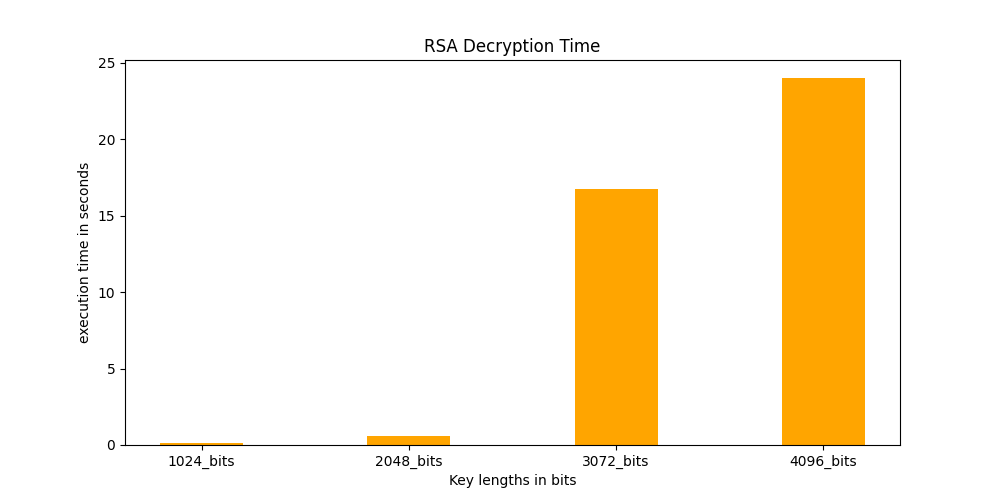 RSA Decryption Time
25
20
15
10
5
0
execution time in seconds
1024_bits
2048_bits
3072_bits
4096_bits
Key lengths in bits